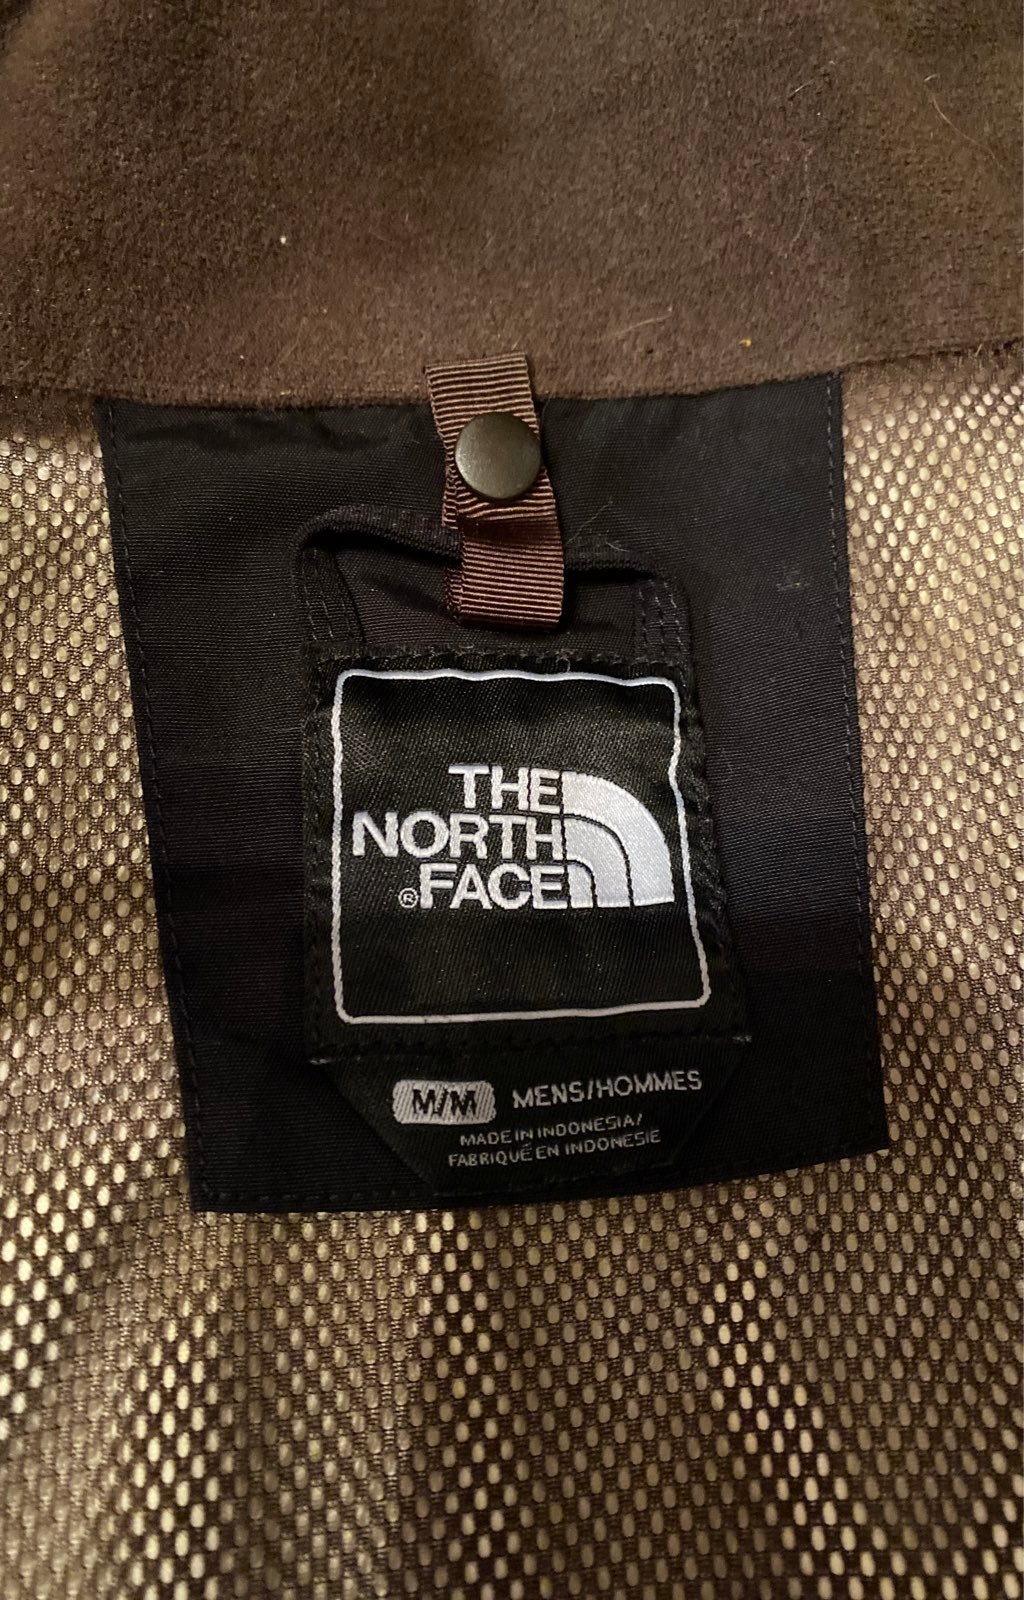 THE
NORTH
®FACE
M/M MENS/HOMMES
MADE IN INDONESIA/
FABRIQUÉ EN INDONESIE